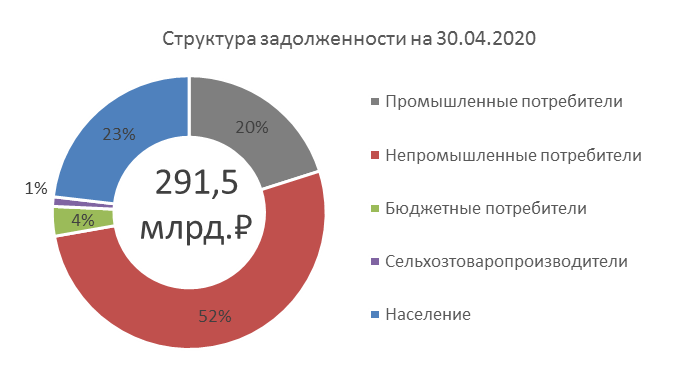 Структура задолженности на 30.04.2020
23%
20%
1%
4%
52%
291,5
млрд.₽
Промышленные потребители
Непромышленные потребители
Бюджетные потребители
Сельхозтоваропроизводители
Население